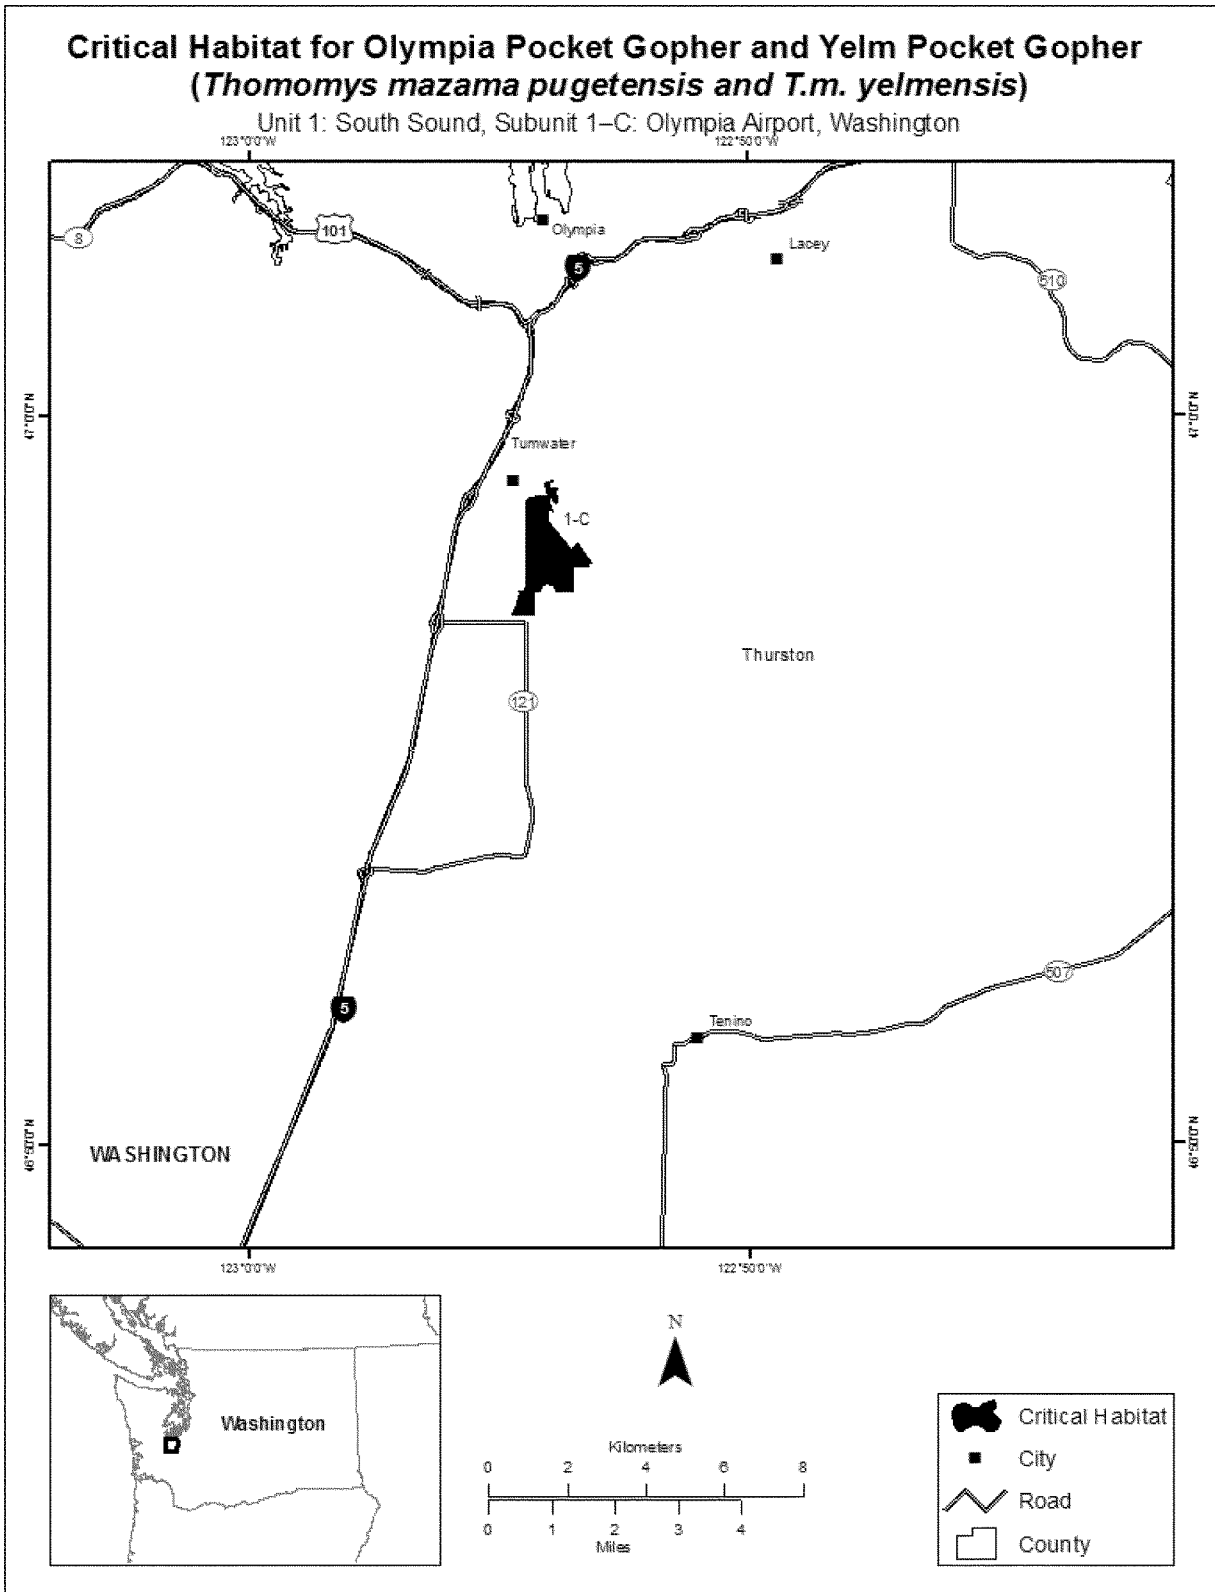 Critical Habitat for Olympia Pocket Gopher and Yelm Pocket Gopher
(Thomomys mazama pugetensis and T.m. yelmensis)
Unit 1: South Sound, Subunit 1–C: Olympia Airport, Washington
123°0'0"W
122°50'0"W
8
101
Olympia
5
Lacey
510
47°0'0"N
47°0'0"N
Tumwater
1-C
Thurston
121
507
5
Tenino
46°50'0"N
46°50'0"N
WASHINGTON
123°0'0"W
122°50'0"W
Washington
N
Kilometers
0 2 4 6 8
0 1 2 3 4
Miles
Critical Habitat
City
Road
County